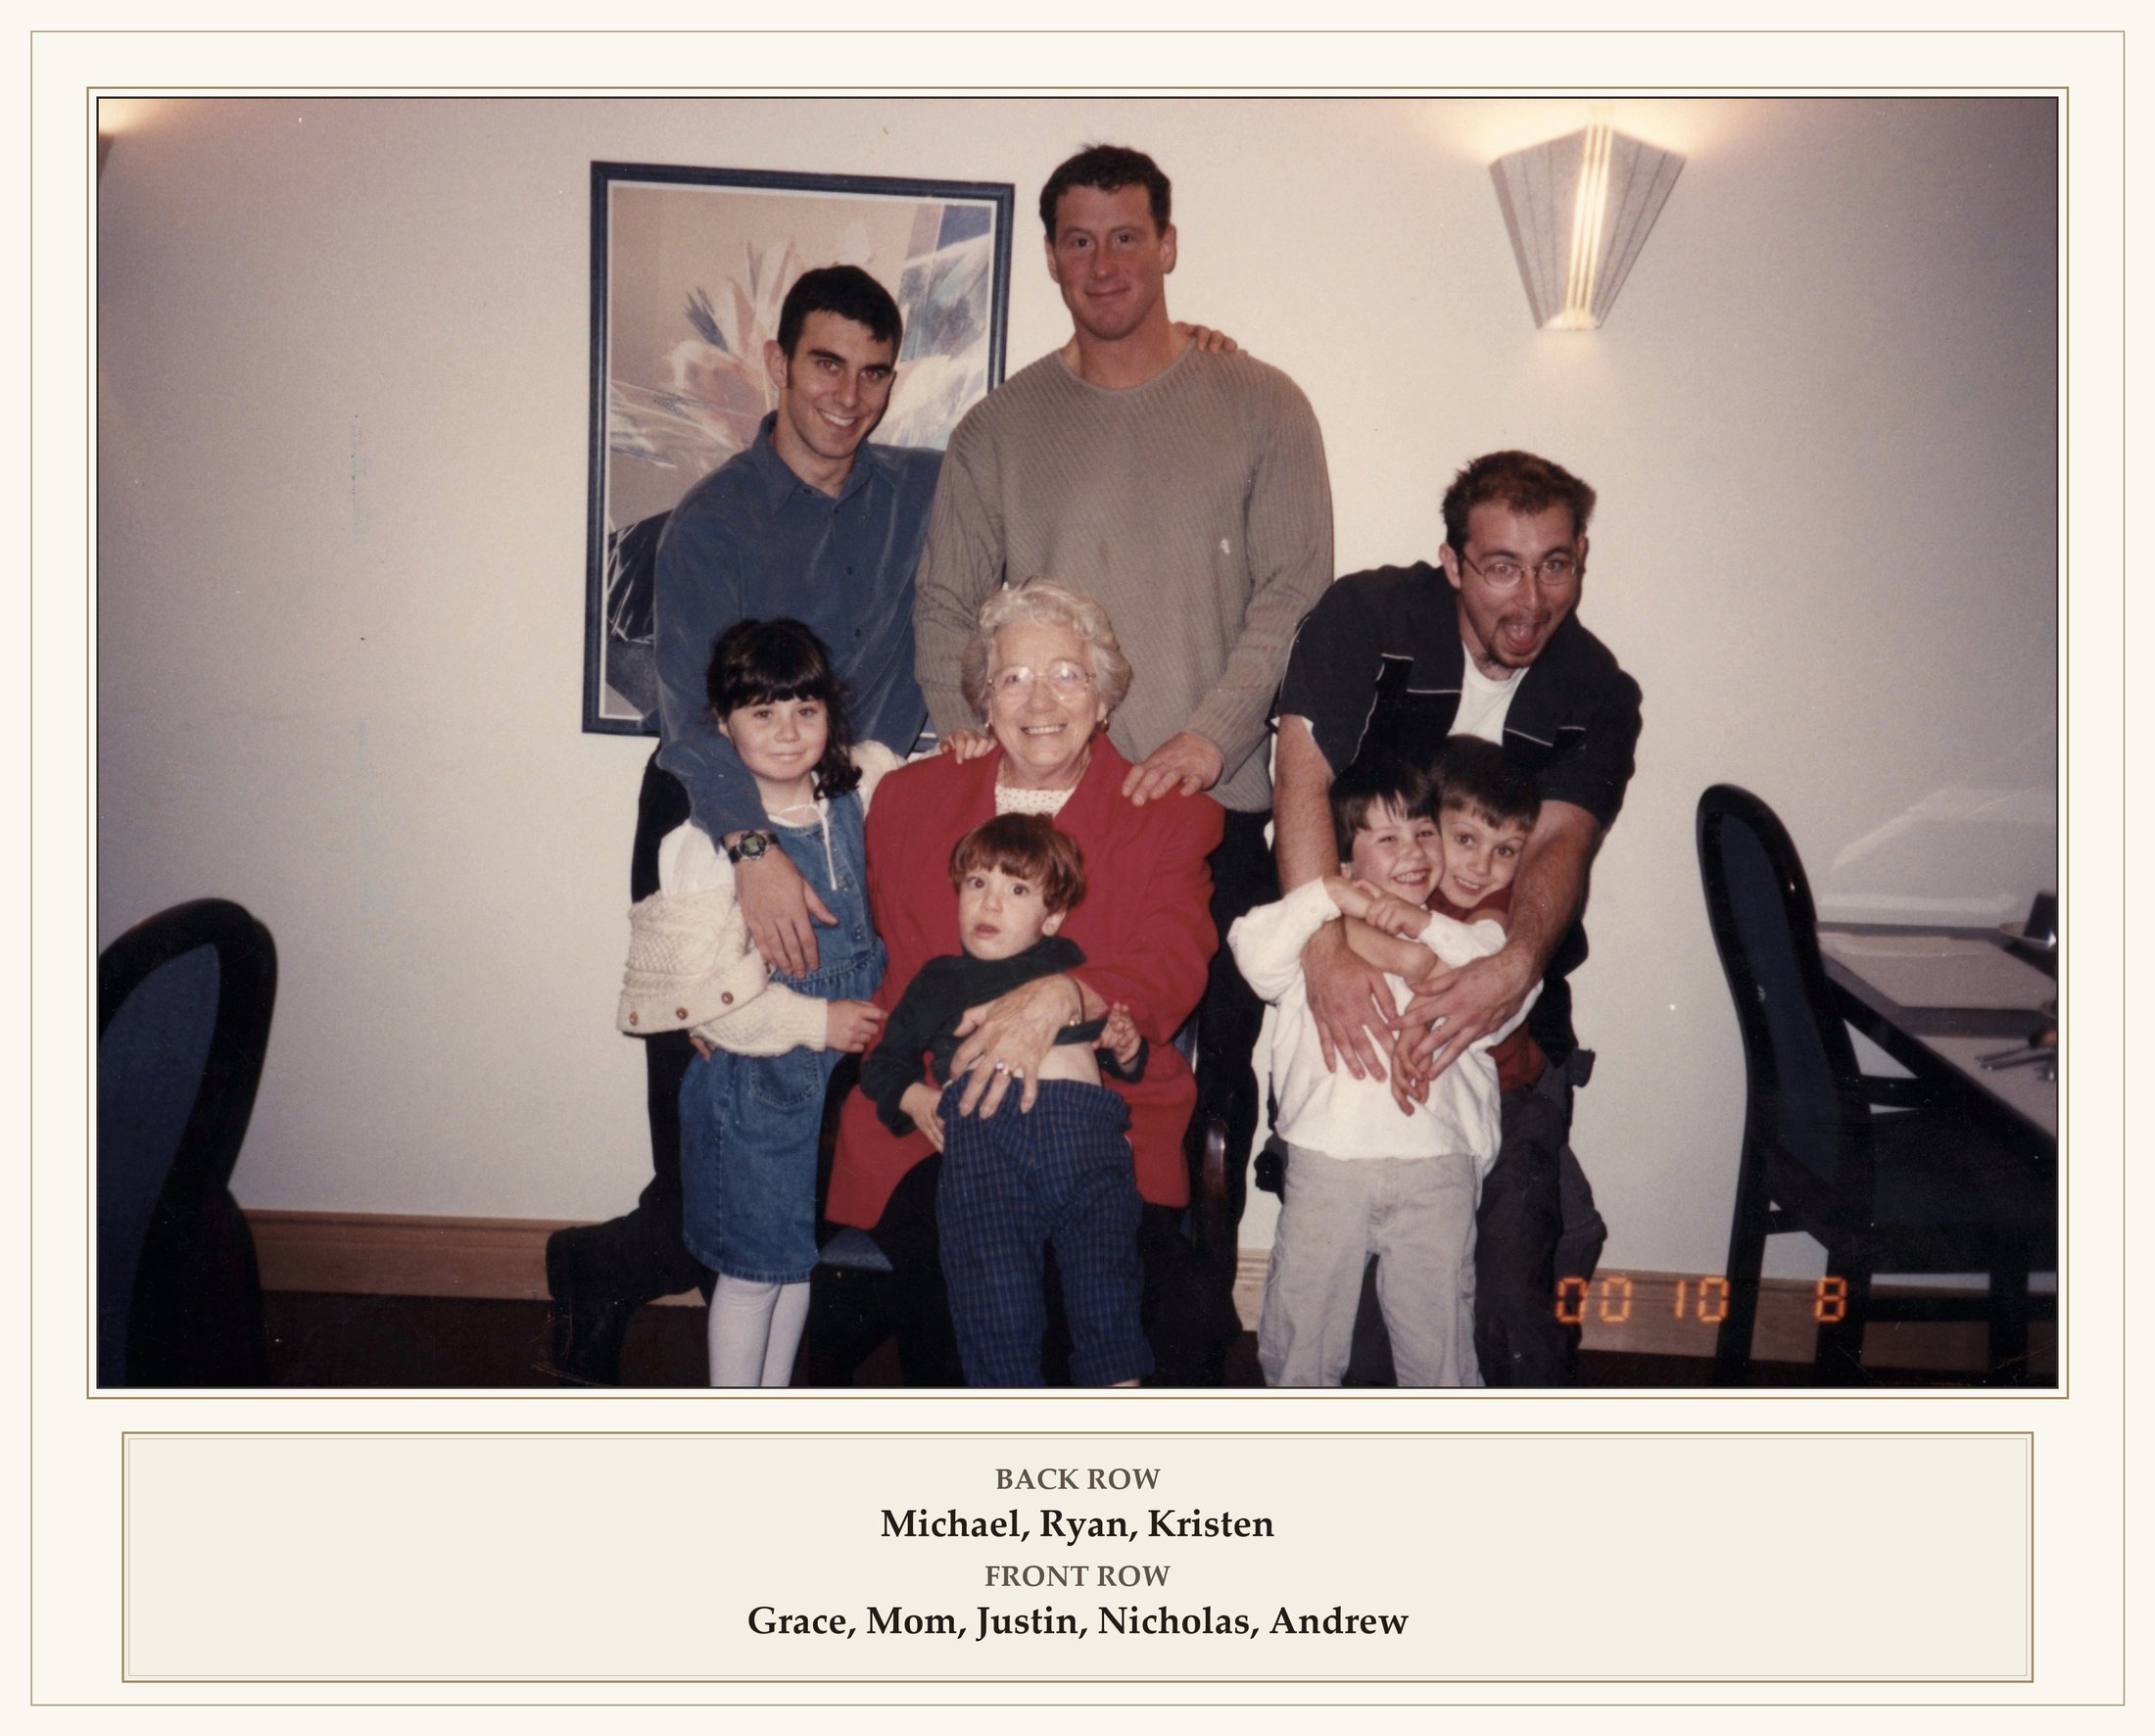 00 10 8
BACK ROW
Michael, Ryan, Kristen
FRONT ROW
Grace, Mom, Justin, Nicholas, Andrew